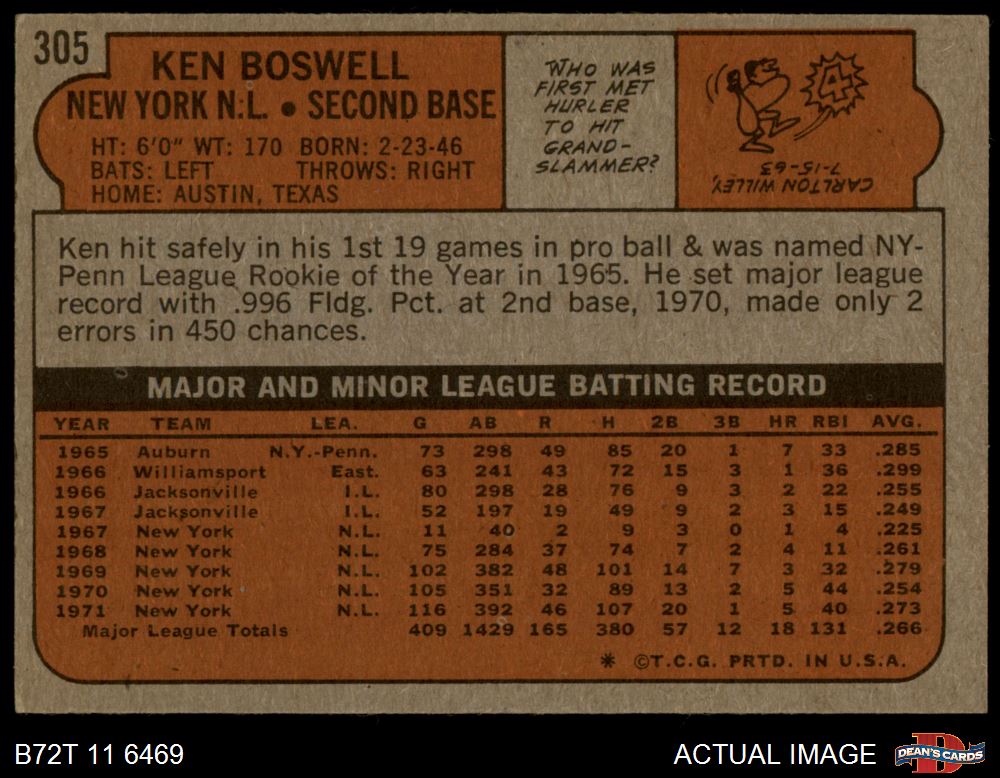 305
KEN BOSWELL
NEW YORK N.L. • SECOND BASE
HT: 6'0" WT: 170 BORN: 2-23-46
BATS: LEFT THROWS: RIGHT
HOME: AUSTIN, TEXAS
WHO WAS
FIRST MET
HURLER
TO HIT
GRAND-
SLAMMER?
4
CARLTON WILLEY,
7-15-63
Ken hit safely in his 1st 19 games in pro ball & was named NY-
Penn League Rookie of the Year in 1965. He set major league
record with .996 Fldg. Pct. at 2nd base, 1970, made only 2
errors in 450 chances.
MAJOR AND MINOR LEAGUE BATTING RECORD
YEAR TEAM LEA. G AB R H 2B 3B HR RBI AVG.
1965 Auburn N.Y.-Penn. 73 298 49 85 20 1 7 33 .285
1966 Williamsport East. 63 241 43 72 15 3 1 36 .299
1966 Jacksonville I.L. 80 298 28 76 9 3 2 22 .255
1967 Jacksonville I.L. 52 197 19 49 9 2 3 15 .249
1967 New York N.L. 11 40 2 9 3 0 1 4 .225
1968 New York N.L. 75 284 37 74 7 2 4 11 .261
1969 New York N.L. 102 382 48 101 14 7 3 32 .279
1970 New York N.L. 105 351 32 89 13 2 5 44 .254
1971 New York N.L. 116 392 46 107 20 1 5 40 .273
Major League Totals 409 1429 165 380 57 12 18 131 .266
* ©T.C.G. PRTD. IN U.S.A.
B72T 11 6469
ACTUAL IMAGE
DEAN'S CARDS